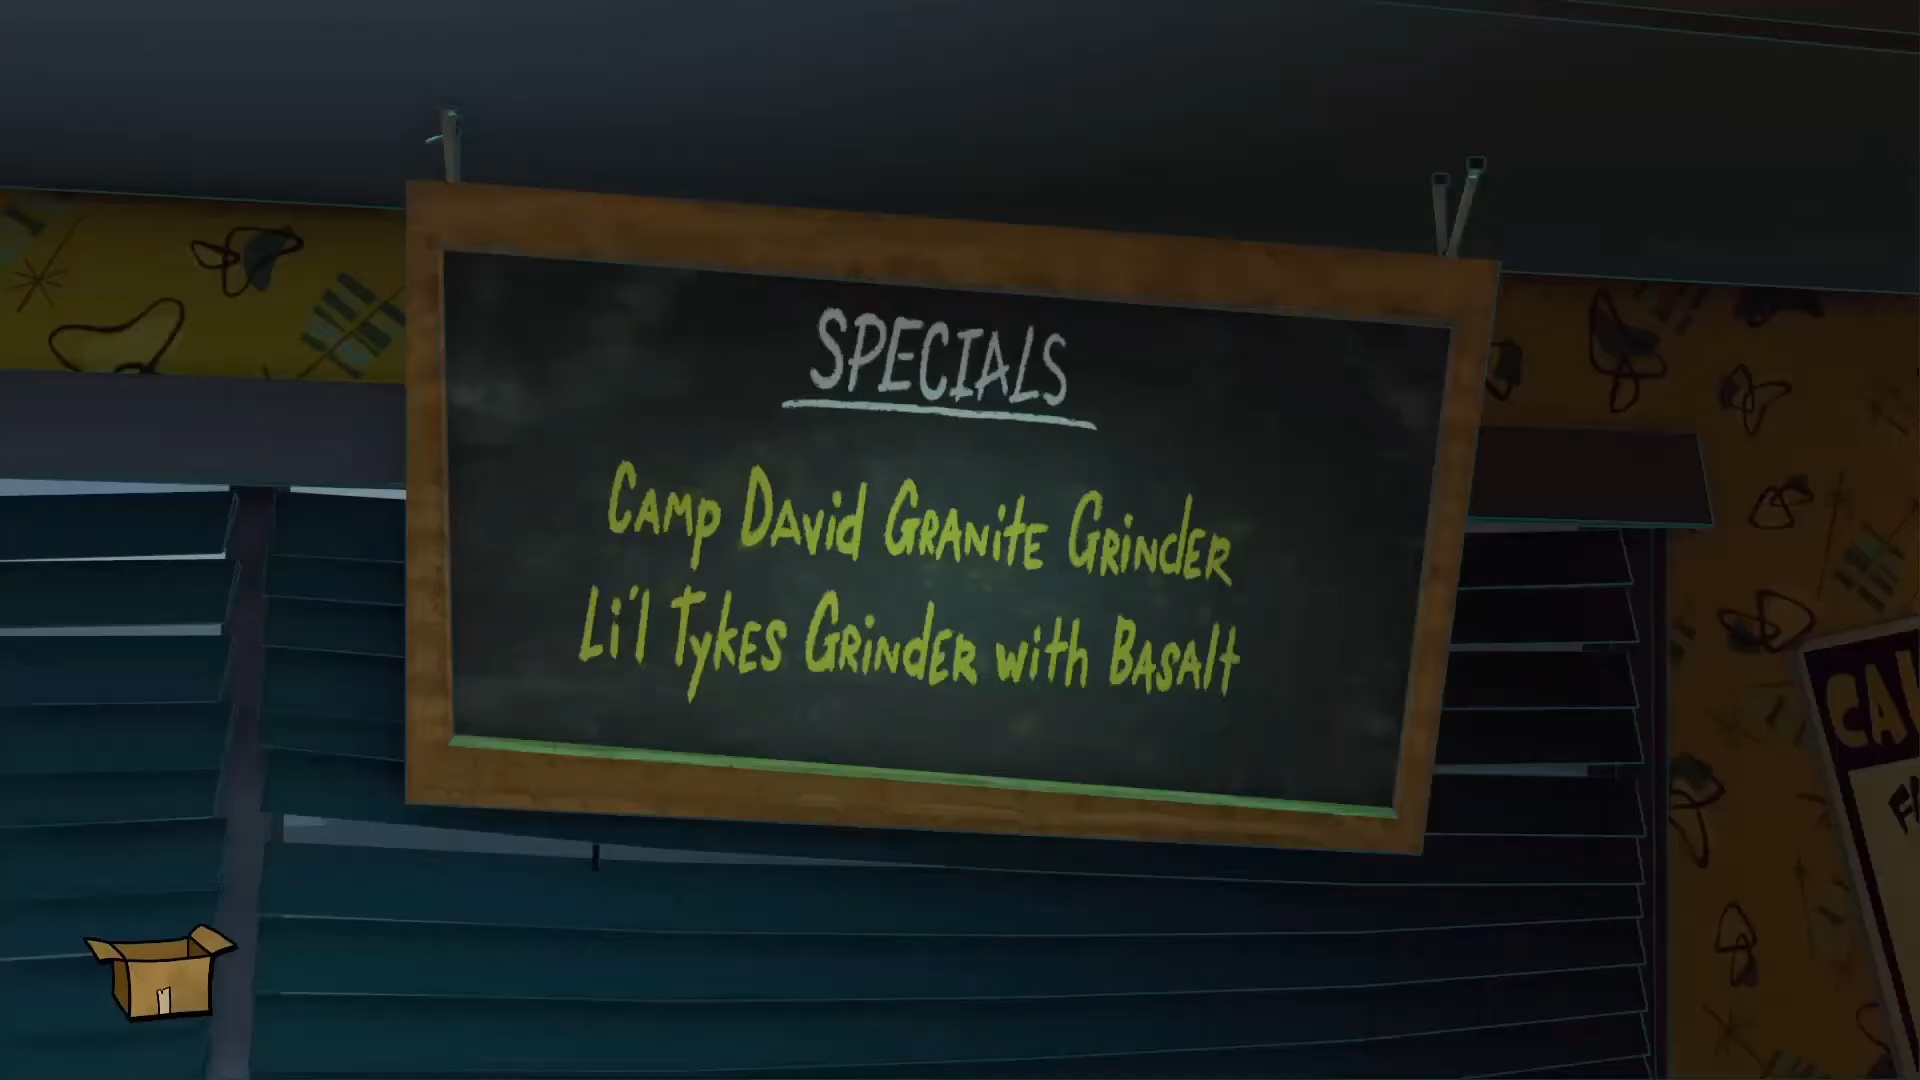 SPECIALS
CAMP DAVID GRANITE GRINDER
LI'L TYKES GRINDER WITH BASALT